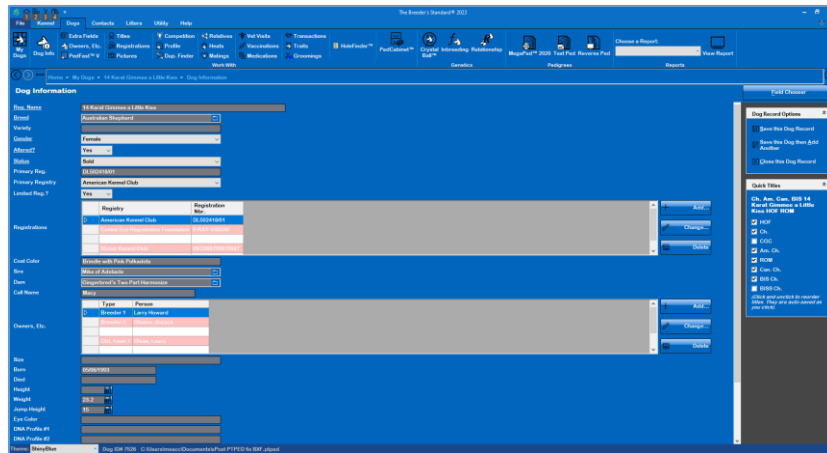 The Breeder's Standard® 2023
File Kennel Dogs Contacts Litters Utility Help
My Dogs
Dog Info
Extra Fields
Owners, Etc.
PedFast™ V
Titles
Registrations
Pictures
Competition
Profile
Dup. Finder
Relatives
Heats
Matings
Vet Visits
Vaccinations
Medications
Transactions
Traits
Groomings
HoleFinder™
PedCabinet™
Crystal Ball™
Inbreeding
Relationship
MegaPed™ 2020
Text Ped
Reverse Ped
Choose a Report:
View Report
Work With
Genetics
Pedigrees
Reports
Home » My Dogs » 14 Karat Gimmee a Little Kiss » Dog Information
Dog Information
Field Chooser
Reg. Name 14 Karat Gimmee a Little Kiss
Breed Australian Shepherd
Variety
Gender Female
Altered? Yes
Status Sold
Primary Reg. DL502418/01
Primary Registry American Kennel Club
Limited Reg.? Yes
Registry Registration Nbr.
American Kennel Club DL502418/01
Registrations
Add...
Change...
Delete
Coat Color Brindle with Pink Polkadots
Sire Mike of Adelaide
Dam Gingerbred's Two Part Harmonize
Call Name Macy
Type Person
Breeder 1 Larry Howard
Owners, Etc.
Add...
Change...
Delete
Size
Born 05/06/1993
Died
Height
Weight 23.2
Jump Height 15
Eye Color
DNA Profile #1
DNA Profile #2
Dog Record Options
Save this Dog Record
Save this Dog then Add Another
Close this Dog Record
Quick Titles
Ch. Am. Can. BIS 14
Karat Gimmee a Little
Kiss HOF ROM
HOF
Ch.
CGC
Am. Ch.
ROM
Can. Ch.
BIS Ch.
BISS Ch.
(Click and unclick to reorder
titles. They are auto-saved as
you click)
Theme: ShinyBlue
Dog ID# 7526